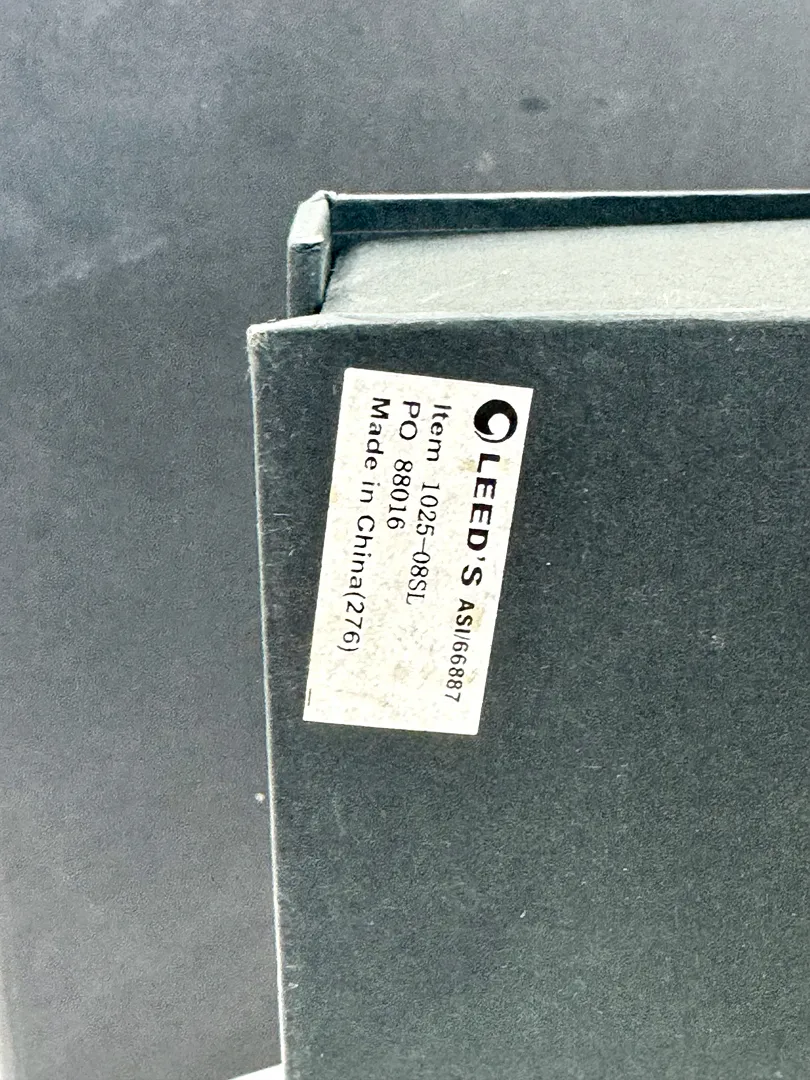 LEED'S ASI/66887
Item 1025-08SL
PO 88016
Made in China(276)